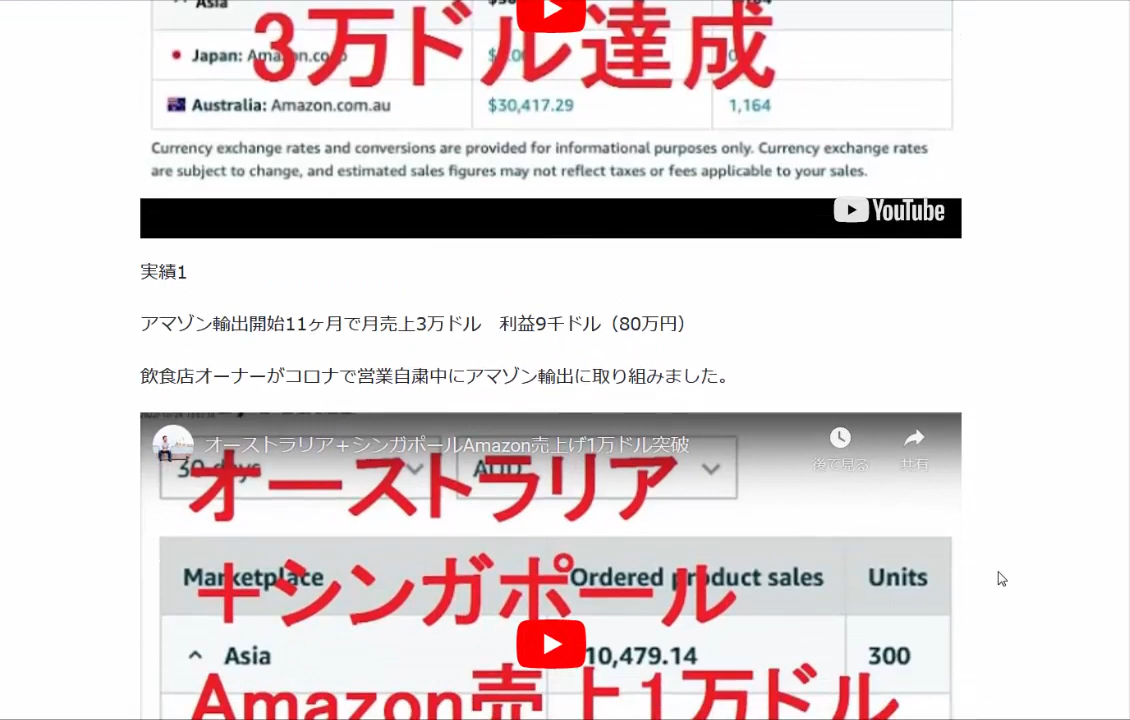 Asia
3万ドル達成
Japan: Amazon.co.jp
Australia: Amazon.com.au $30,417.29 1,164
Currency exchange rates and conversions are provided for informational purposes only. Currency exchange rates
are subject to change, and estimated sales figures may not reflect taxes or fees applicable to your sales.
YouTube
実績1
アマゾン輸出開始11ヶ月で月売上3万ドル 利益9千ドル（80万円）
飲食店オーナーがコロナで営業自粛中にアマゾン輸出に取り組みました。
オーストラリア＋シンガポールAmazon売上げ1万ドル突破
後で見る 共有
30 days AUD
オーストラリア
Marketplace Ordered product sales Units
＋シンガポール
Asia 10,479.14 300
Amazon売上1万ドル